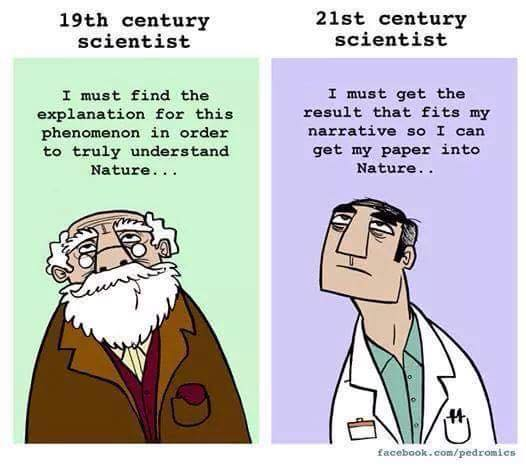 19th century
scientist
I must find the
explanation for this
phenomenon in order
to truly understand
Nature...
21st century
scientist
I must get the
result that fits my
narrative so I can
get my paper into
Nature..
facebook.com/pedromics